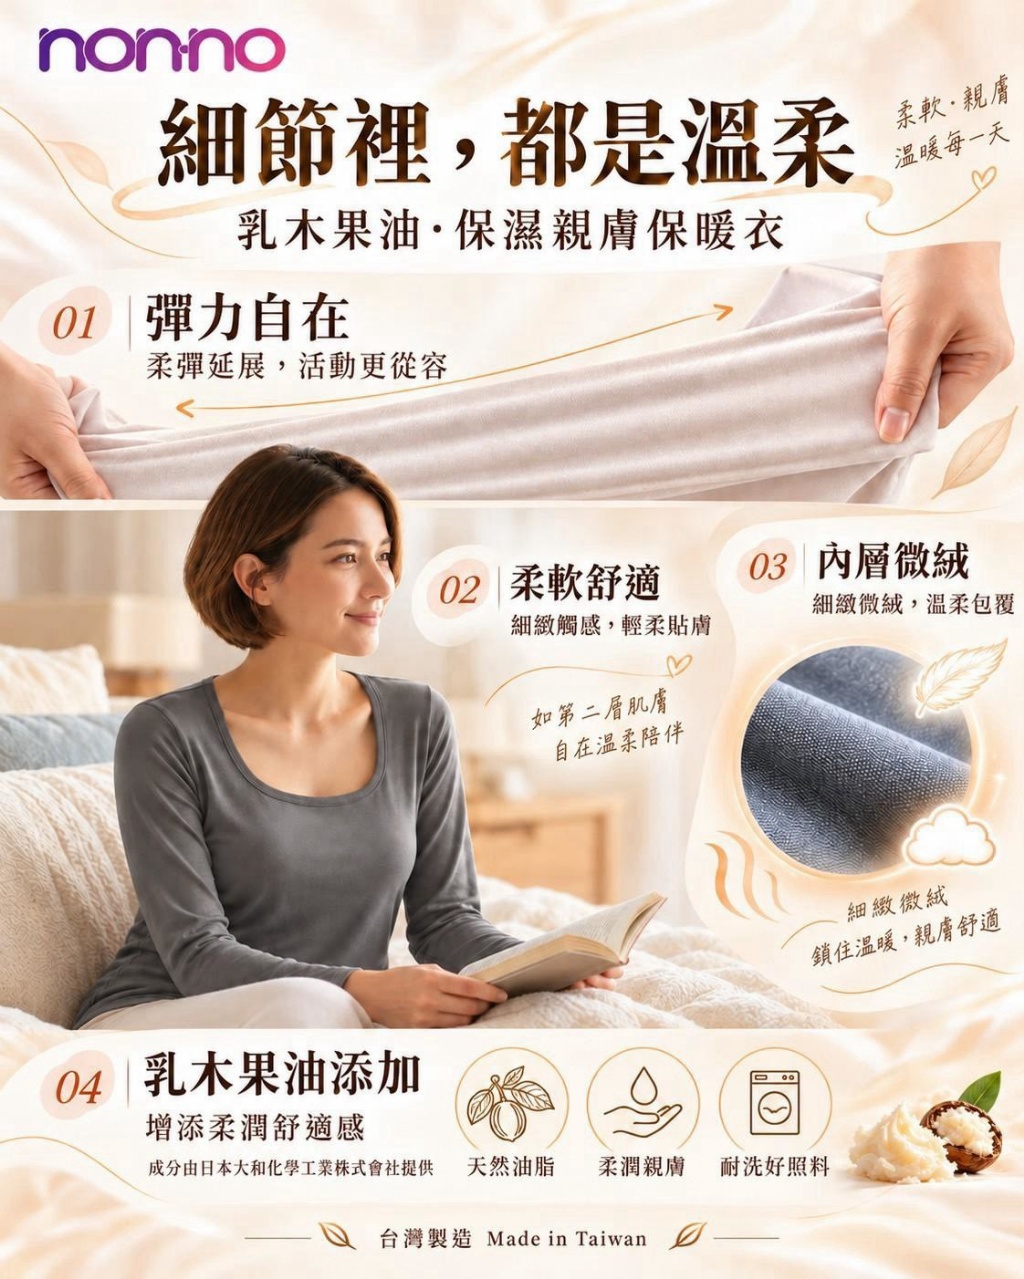 non-no
細節裡，都是溫柔
柔軟・親膚
溫暖每一天
乳木果油・保濕親膚保暖衣
01
彈力自在
柔彈延展，活動更從容
02
柔軟舒適
細緻觸感，輕柔貼膚
如第二層肌膚
自在溫柔陪伴
03
內層微絨
細緻微絨，溫柔包覆
細緻微絨
鎖住溫暖，親膚舒適
04
乳木果油添加
增添柔潤舒適感
成分由日本大和化學工業株式會社提供
天然油脂
柔潤親膚
耐洗好照料
台灣製造 Made in Taiwan